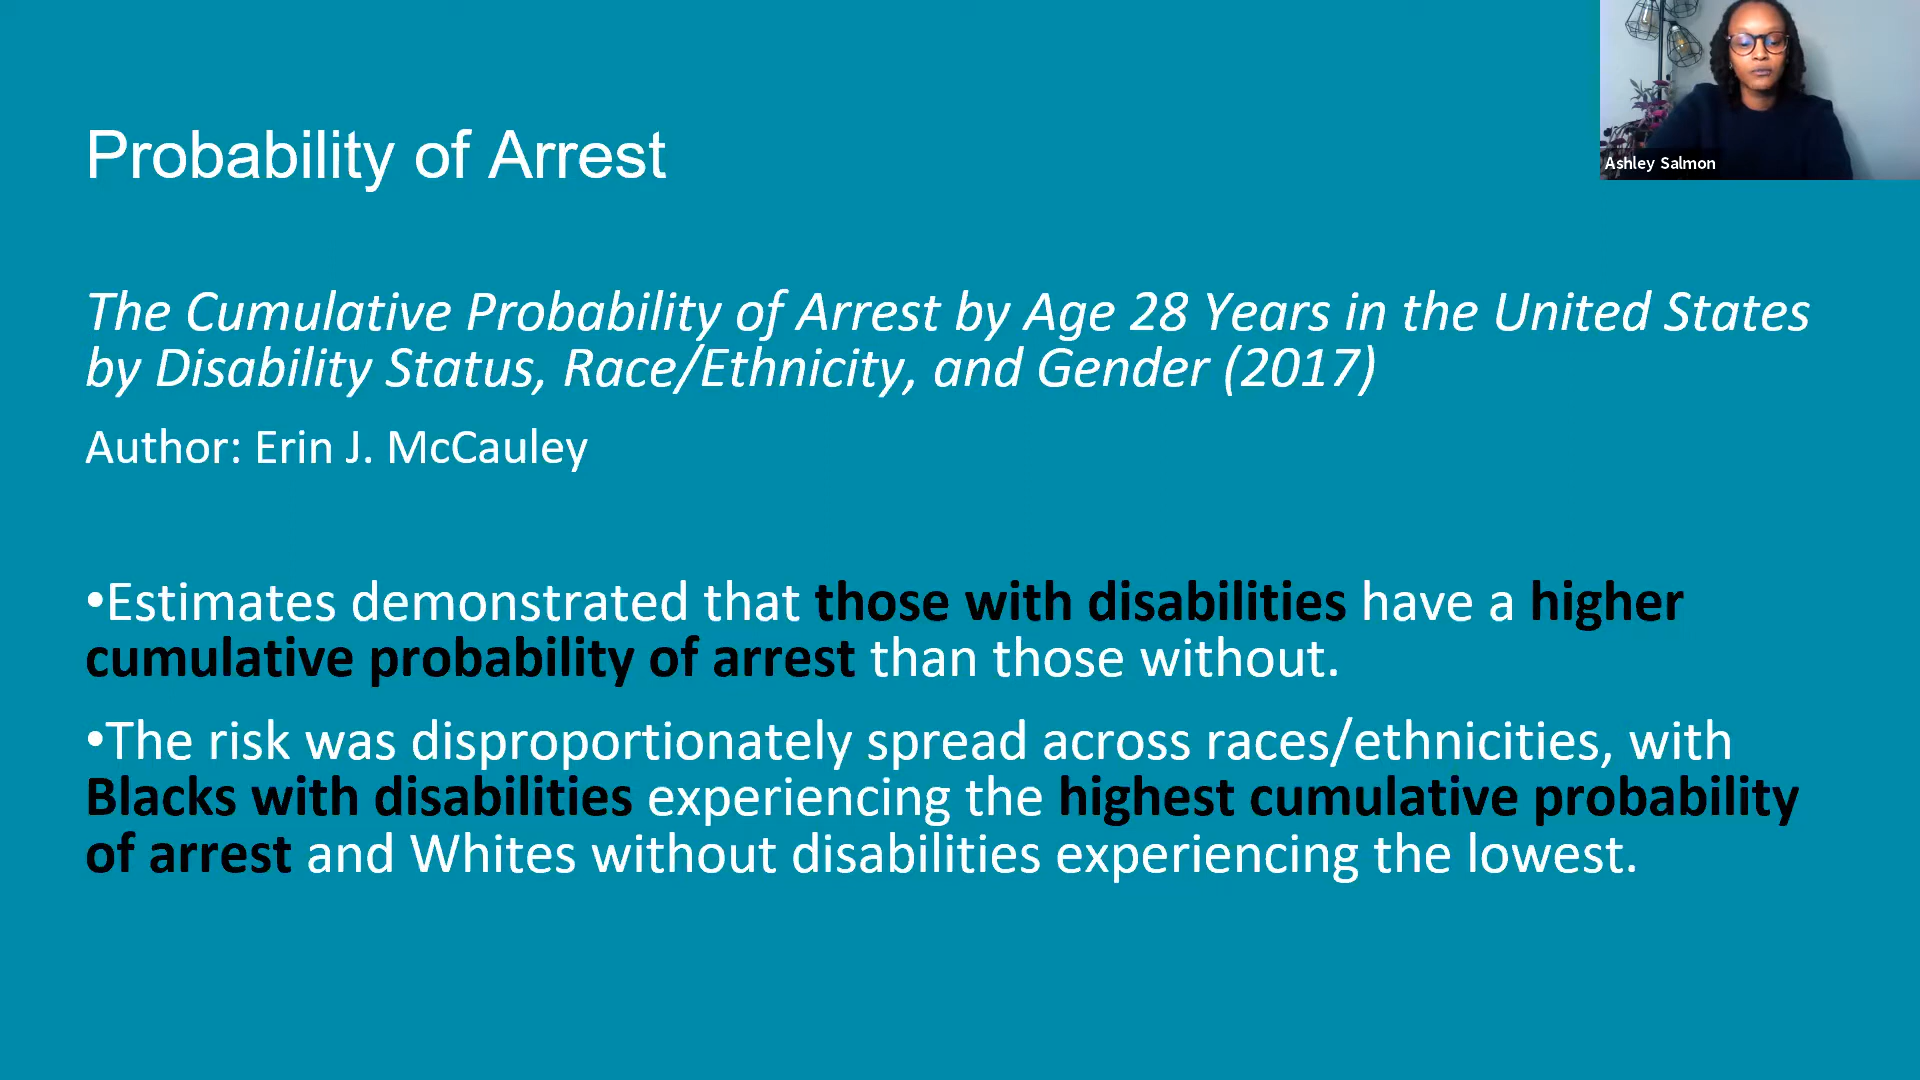 Ashley Salmon
Probability of Arrest
The Cumulative Probability of Arrest by Age 28 Years in the United States
by Disability Status, Race/Ethnicity, and Gender (2017)
Author: Erin J. McCauley
•Estimates demonstrated that those with disabilities have a higher
cumulative probability of arrest than those without.
•The risk was disproportionately spread across races/ethnicities, with
Blacks with disabilities experiencing the highest cumulative probability
of arrest and Whites without disabilities experiencing the lowest.